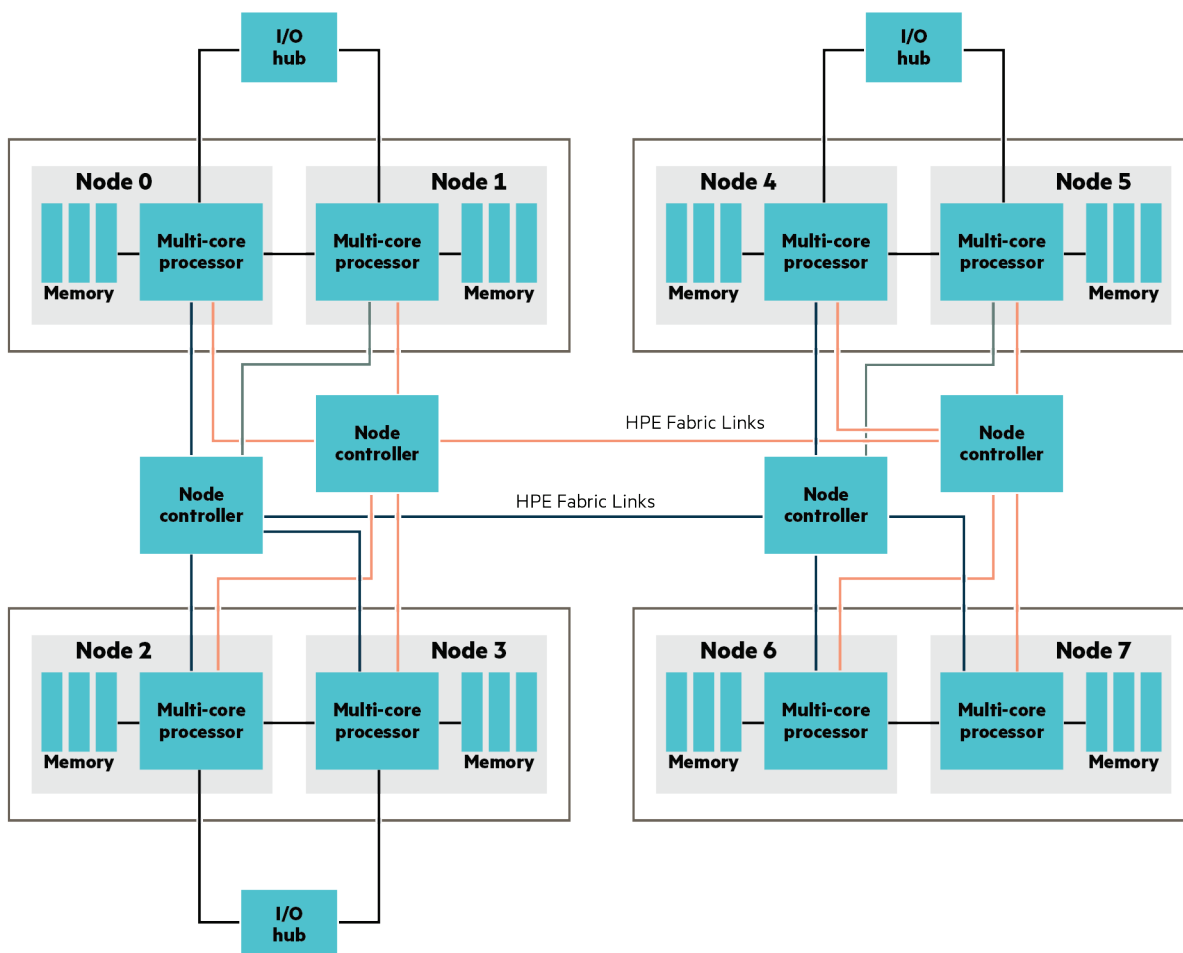 I/O
hub
I/O
hub
Node 0
Node 1
Node 4
Node 5
Multi-core
processor
Multi-core
processor
Multi-core
processor
Multi-core
processor
Memory
Memory
Memory
Memory
HPE Fabric Links
Node
controller
Node
controller
HPE Fabric Links
Node
controller
Node
controller
Node 2
Node 3
Node 6
Node 7
Multi-core
processor
Multi-core
processor
Multi-core
processor
Multi-core
processor
Memory
Memory
Memory
Memory
I/O
hub